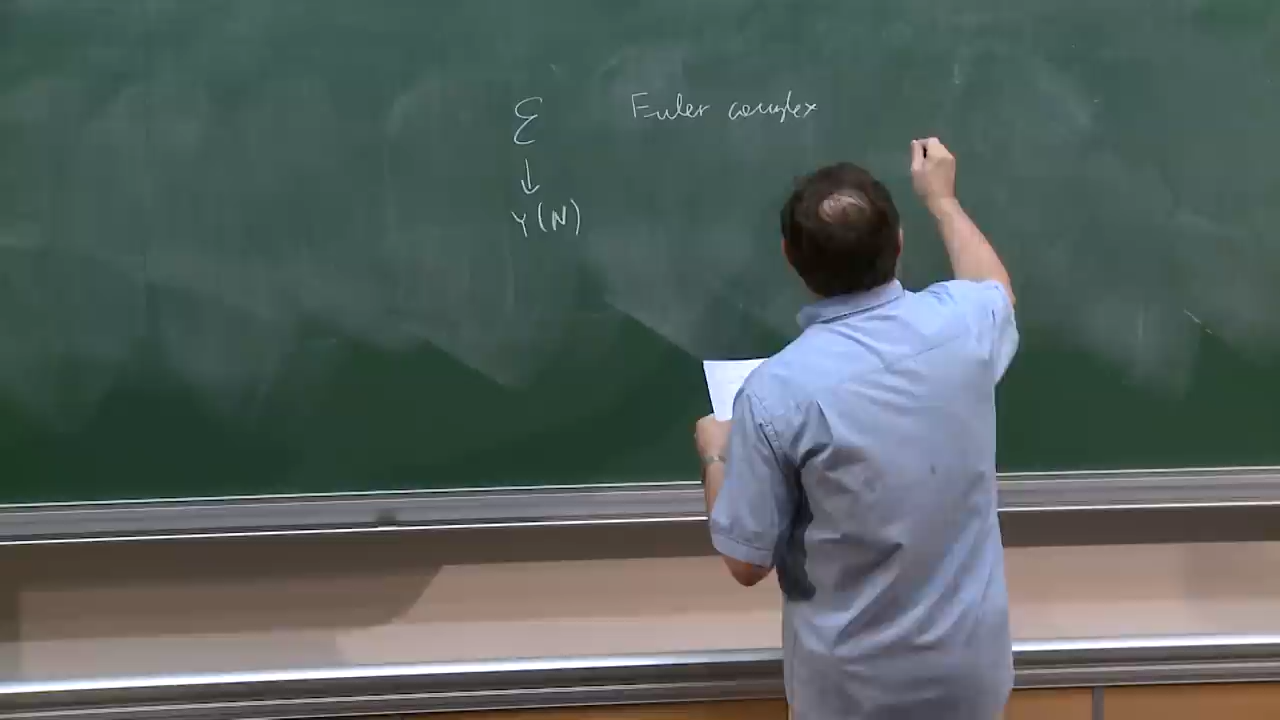 ℰ Euler complex
↓
Y(N)